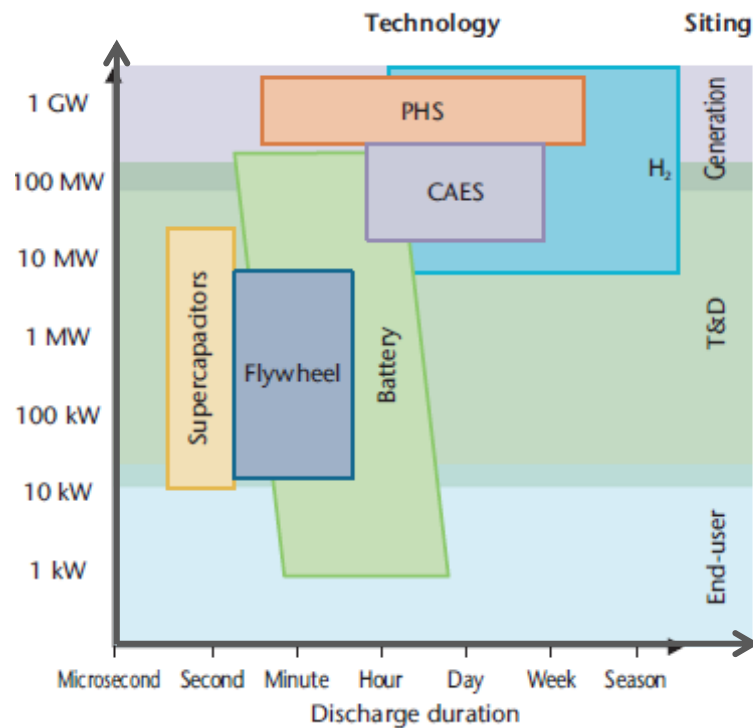 Technology Siting
1 GW
100 MW
10 MW
1 MW
100 kW
10 kW
1 kW
PHS
CAES
H2
Supercapacitors
Flywheel
Battery
Generation
T&D
End-user
Microsecond Second Minute Hour Day Week Season
Discharge duration